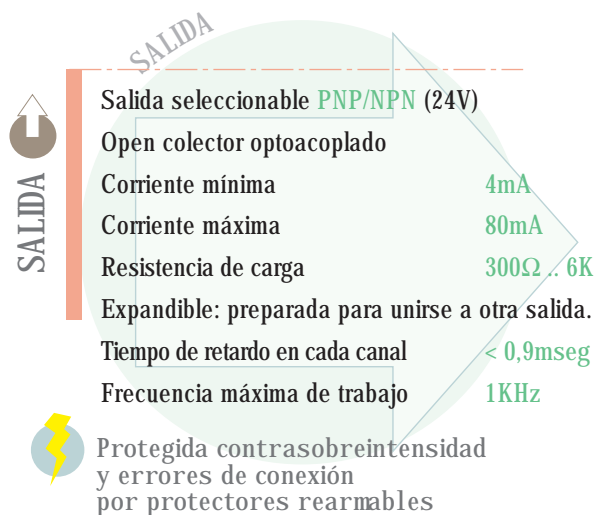 SALIDA
SALIDA
Salida seleccionable PNP/NPN (24V)
Open colector optoacoplado
Corriente mínima 4mA
Corriente máxima 80mA
Resistencia de carga 300Ω .. 6K
Expandible: preparada para unirse a otra salida.
Tiempo de retardo en cada canal < 0,9mseg
Frecuencia máxima de trabajo 1KHz
Protegida contrasobreintensidad
y errores de conexión
por protectores rearmables